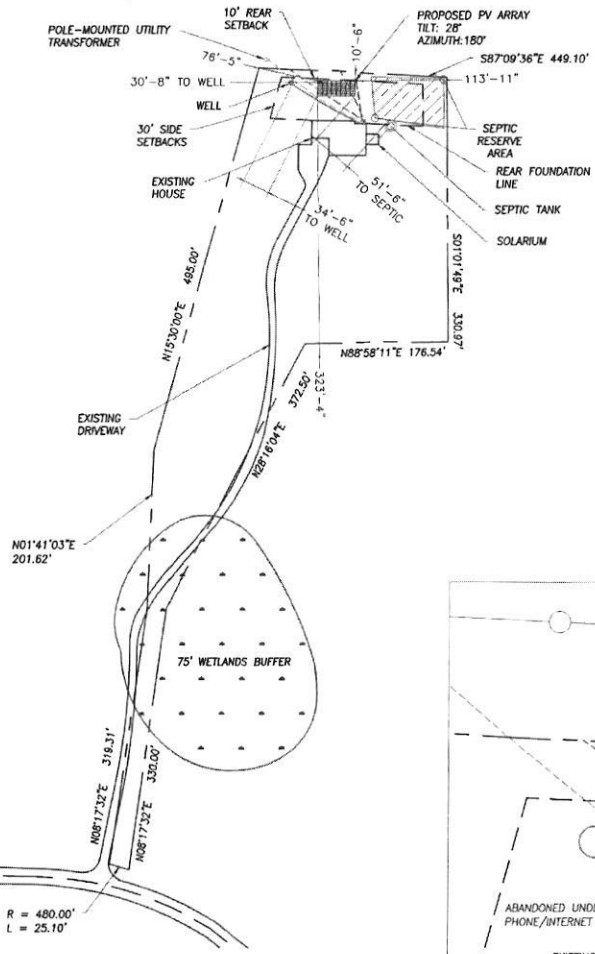 10' REAR
SETBACK
PROPOSED PV ARRAY
TILT: 28°
AZIMUTH: 180°
POLE-MOUNTED UTILITY
TRANSFORMER
10'-6"
S87°09'36"E 449.10'
76'-5"
113'-11"
30'-8" TO WELL
WELL
30' SIDE
SETBACKS
SEPTIC
RESERVE
AREA
REAR FOUNDATION
LINE
EXISTING
HOUSE
51'-6"
TO SEPTIC
SEPTIC TANK
34'-6"
TO WELL
SOLARIUM
N15°30'00"E 495.00'
S01°01'49"E 330.97'
N88°58'11"E 176.54'
323'-4"
EXISTING
DRIVEWAY
N28°16'04"E 372.50'
N01°41'03"E
201.62'
75' WETLANDS BUFFER
N08°17'32"E 319.31'
N08°17'32"E 330.00'
R = 480.00'
L = 25.10'
ABANDONED UND
PHONE/INTERNET